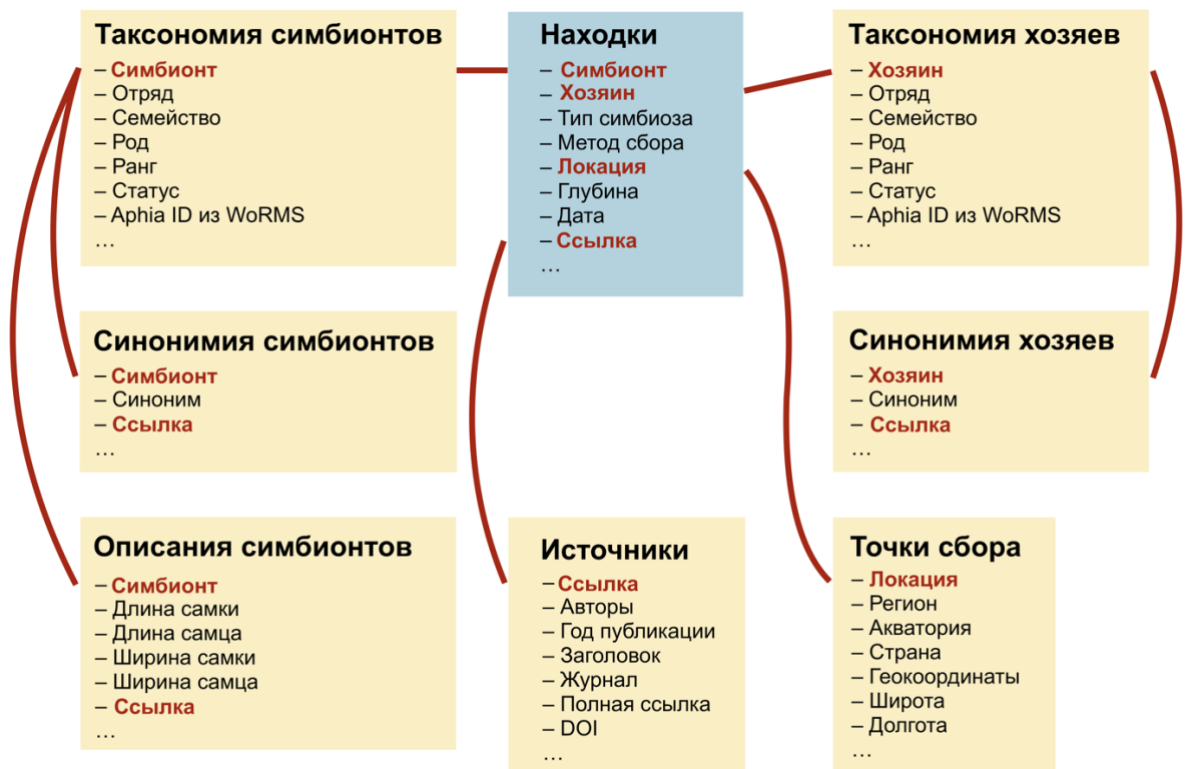 Таксономия симбионтов
– Симбионт
– Отряд
– Семейство
– Род
– Ранг
– Статус
– Aphia ID из WoRMS
…
Находки
– Симбионт
– Хозяин
– Тип симбиоза
– Метод сбора
– Локация
– Глубина
– Дата
– Ссылка
…
Таксономия хозяев
– Хозяин
– Отряд
– Семейство
– Род
– Ранг
– Статус
– Aphia ID из WoRMS
…
Синонимия симбионтов
– Симбионт
– Синоним
– Ссылка
…
Синонимия хозяев
– Хозяин
– Синоним
– Ссылка
…
Описания симбионтов
– Симбионт
– Длина самки
– Длина самца
– Ширина самки
– Ширина самца
– Ссылка
…
Источники
– Ссылка
– Авторы
– Год публикации
– Заголовок
– Журнал
– Полная ссылка
– DOI
…
Точки сбора
– Локация
– Регион
– Акватория
– Страна
– Геокоординаты
– Широта
– Долгота
…